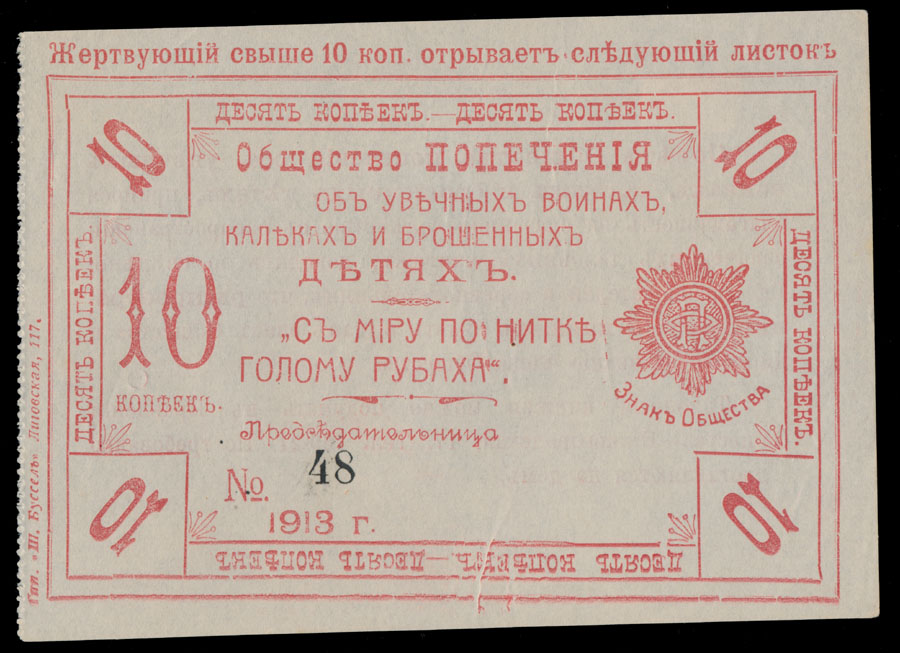 Жертвующій свыше 10 коп. отрываетъ слѣдующій листокъ
10
ДЕСЯТЬ КОПѢЕКЪ.—ДЕСЯТЬ КОПѢЕКЪ.
10
Общество ПОПЕЧЕНІЯ
ОБЪ УВѢЧНЫХЪ ВОИНАХЪ,
КАЛѢКАХЪ И БРОШЕННЫХЪ
ДѢТЯХЪ.
ДЕСЯТЬ КОПѢЕКЪ.
10
КОПѢЕКЪ.
„СЪ МІРУ ПО НИТКѢ
ГОЛОМУ РУБАХА“.
Знакъ Общества
ДЕСЯТЬ КОПѢЕКЪ.
Предсѣдательница
№. 48
1913 г.
10
ДЕСЯТЬ КОПѢЕКЪ.—ДЕСЯТЬ КОПѢЕКЪ
10
Тип. «Ш. Буссель» Лиговская, 117.